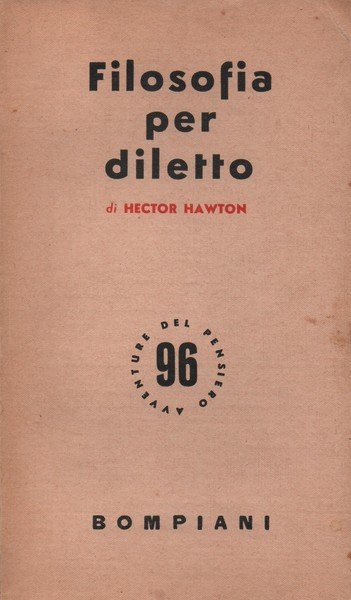 Filosofia
per
diletto
di HECTOR HAWTON
AVVENTURE DEL PENSIERO
96
BOMPIANI